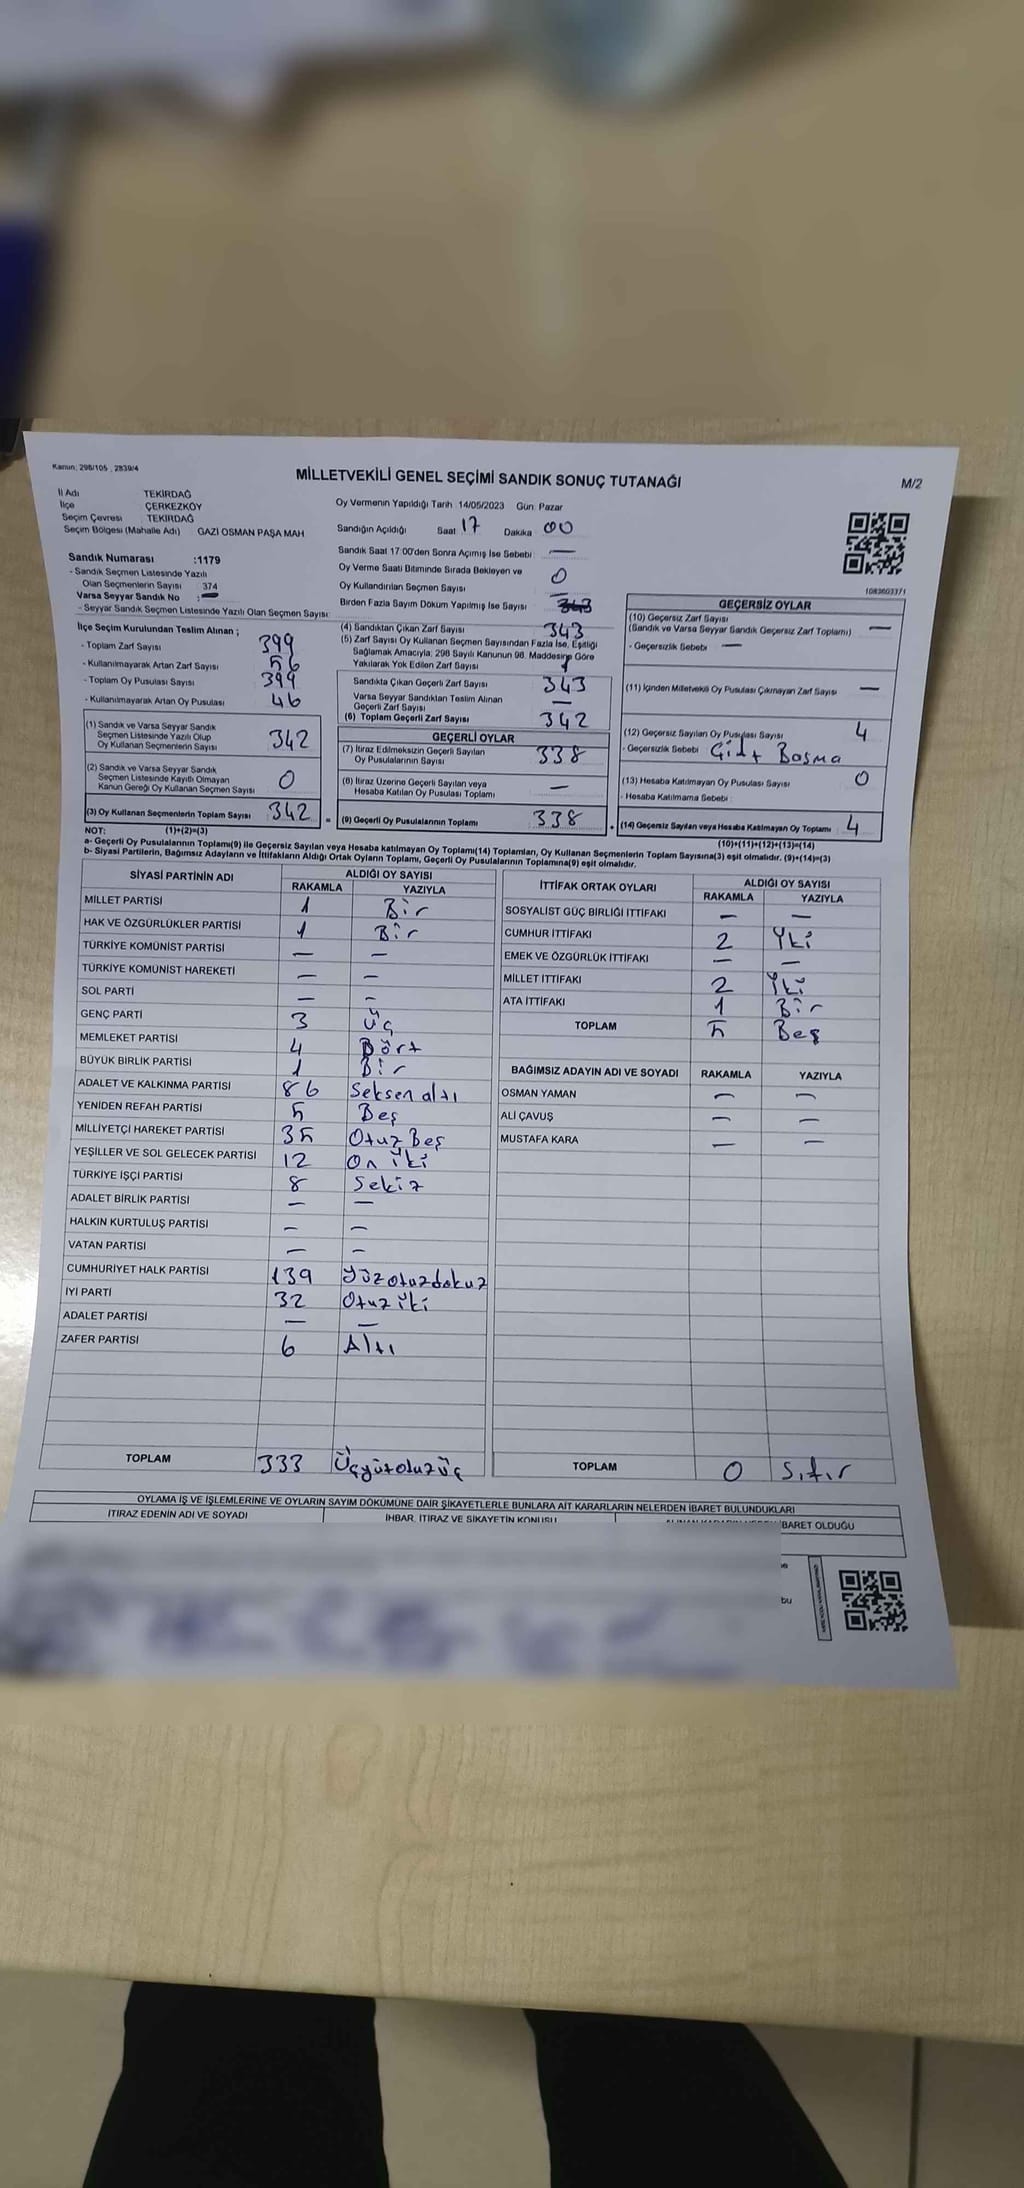 Kanun; 298/105 , 2839/4
MİLLETVEKİLİ GENEL SEÇİMİ SANDIK SONUÇ TUTANAĞI
M/2
İl Adı TEKİRDAĞ
İlçe ÇERKEZKÖY
Seçim Çevresi TEKİRDAĞ
Seçim Bölgesi (Mahalle Adı) GAZİ OSMAN PAŞA MAH
Sandık Numarası :1179
- Sandık Seçmen Listesinde Yazılı
Olan Seçmenlerin Sayısı 374
Varsa Seyyar Sandık No : —
- Seyyar Sandık Seçmen Listesinde Yazılı Olan Seçmen Sayısı:
İlçe Seçim Kurulundan Teslim Alınan ;
- Toplam Zarf Sayısı 399
- Kullanılmayarak Artan Zarf Sayısı 56
- Toplam Oy Pusulası Sayısı 399
- Kullanılmayarak Artan Oy Pusulası 46
(1) Sandık ve Varsa Seyyar Sandık
Seçmen Listesinde Yazılı Olup
Oy Kullanan Seçmenlerin Sayısı 342
(2) Sandık ve Varsa Seyyar Sandık
Seçmen Listesinde Kayıtlı Olmayan
Kanun Gereği Oy Kullanan Seçmen Sayısı 0
(3) Oy Kullanan Seçmenlerin Toplam Sayısı 342 =
Oy Vermenin Yapıldığı Tarih 14/05/2023 Gün: Pazar
Sandığın Açıldığı Saat 17 Dakika 00
Sandık Saat 17:00'den Sonra Açılmış İse Sebebi: —
Oy Verme Saati Bitiminde Sırada Bekleyen ve
Oy Kullandırılan Seçmen Sayısı 0
Birden Fazla Sayım Döküm Yapılmış İse Sayısı —
(4) Sandıktan Çıkan Zarf Sayısı 343
(5) Zarf Sayısı Oy Kullanan Seçmen Sayısından Fazla İse, Eşitliği
Sağlamak Amacıyla; 298 Sayılı Kanunun 98. Maddesine Göre
Yakılarak Yok Edilen Zarf Sayısı 1
Sandıkta Çıkan Geçerli Zarf Sayısı 343
Varsa Seyyar Sandıktan Teslim Alınan
Geçerli Zarf Sayısı —
(6) Toplam Geçerli Zarf Sayısı 342
GEÇERLİ OYLAR
(7) İtiraz Edilmeksizin Geçerli Sayılan
Oy Pusulalarının Sayısı 338
(8) İtiraz Üzerine Geçerli Sayılan veya
Hesaba Katılan Oy Pusulası Toplamı —
(9) Geçerli Oy Pusulalarının Toplamı 338 +
1083603371
GEÇERSİZ OYLAR
(10) Geçersiz Zarf Sayısı
(Sandık ve Varsa Seyyar Sandık Geçersiz Zarf Toplamı) —
- Geçersizlik Sebebi —
(11) İçinden Milletvekili Oy Pusulası Çıkmayan Zarf Sayısı —
(12) Geçersiz Sayılan Oy Pusulası Sayısı 4
- Geçersizlik Sebebi Çift Basma
(13) Hesaba Katılmayan Oy Pusulası Sayısı 0
- Hesaba Katılmama Sebebi :
(14) Geçersiz Sayılan veya Hesaba Katılmayan Oy Toplamı 4
NOT: (1)+(2)=(3) (10)+(11)+(12)+(13)=(14)
a- Geçerli Oy Pusulalarının Toplamı(9) ile Geçersiz Sayılan veya Hesaba katılmayan Oy Toplamı(14) Toplamları, Oy Kullanan Seçmenlerin Toplam Sayısına(3) eşit olmalıdır. (9)+(14)=(3)
b- Siyasi Partilerin, Bağımsız Adayların ve İttifakların Aldığı Ortak Oyların Toplamı, Geçerli Oy Pusulalarının Toplamına(9) eşit olmalıdır.
SİYASİ PARTİNİN ADI ALDIĞI OY SAYISI
RAKAMLA YAZIYLA
MİLLET PARTİSİ 1 Bir
HAK VE ÖZGÜRLÜKLER PARTİSİ 1 Bir
TÜRKİYE KOMÜNİST PARTİSİ — —
TÜRKİYE KOMÜNİST HAREKETİ — —
SOL PARTİ — —
GENÇ PARTİ 3 Üç
MEMLEKET PARTİSİ 4 Dört
BÜYÜK BİRLİK PARTİSİ 1 Bir
ADALET VE KALKINMA PARTİSİ 86 Seksen altı
YENİDEN REFAH PARTİSİ 5 Beş
MİLLİYETÇİ HAREKET PARTİSİ 35 Otuz Beş
YEŞİLLER VE SOL GELECEK PARTİSİ 12 On iki
TÜRKİYE İŞÇİ PARTİSİ 8 Sekiz
ADALET BİRLİK PARTİSİ — —
HALKIN KURTULUŞ PARTİSİ — —
VATAN PARTİSİ — —
CUMHURİYET HALK PARTİSİ 139 Yüzotuzdokuz
İYİ PARTİ 32 Otuz iki
ADALET PARTİSİ — —
ZAFER PARTİSİ 6 Altı
TOPLAM 333 Üçyüzotuzüç
İTTİFAK ORTAK OYLARI ALDIĞI OY SAYISI
RAKAMLA YAZIYLA
SOSYALİST GÜÇ BİRLİĞİ İTTİFAKI — —
CUMHUR İTTİFAKI 2 İki
EMEK VE ÖZGÜRLÜK İTTİFAKI — —
MİLLET İTTİFAKI 2 İki
ATA İTTİFAKI 1 Bir
TOPLAM 5 Beş
BAĞIMSIZ ADAYIN ADI VE SOYADI RAKAMLA YAZIYLA
OSMAN YAMAN — —
ALİ ÇAVUŞ — —
MUSTAFA KARA — —
TOPLAM 0 Sıfır
OYLAMA İŞ VE İŞLEMLERİNE VE OYLARIN SAYIM DÖKÜMÜNE DAİR ŞİKAYETLERLE BUNLARA AİT KARARLARIN NELERDEN İBARET BULUNDUKLARI
İTİRAZ EDENİN ADI VE SOYADI İHBAR, İTİRAZ VE ŞİKAYETİN KONUSU İBARET OLDUĞU
bu